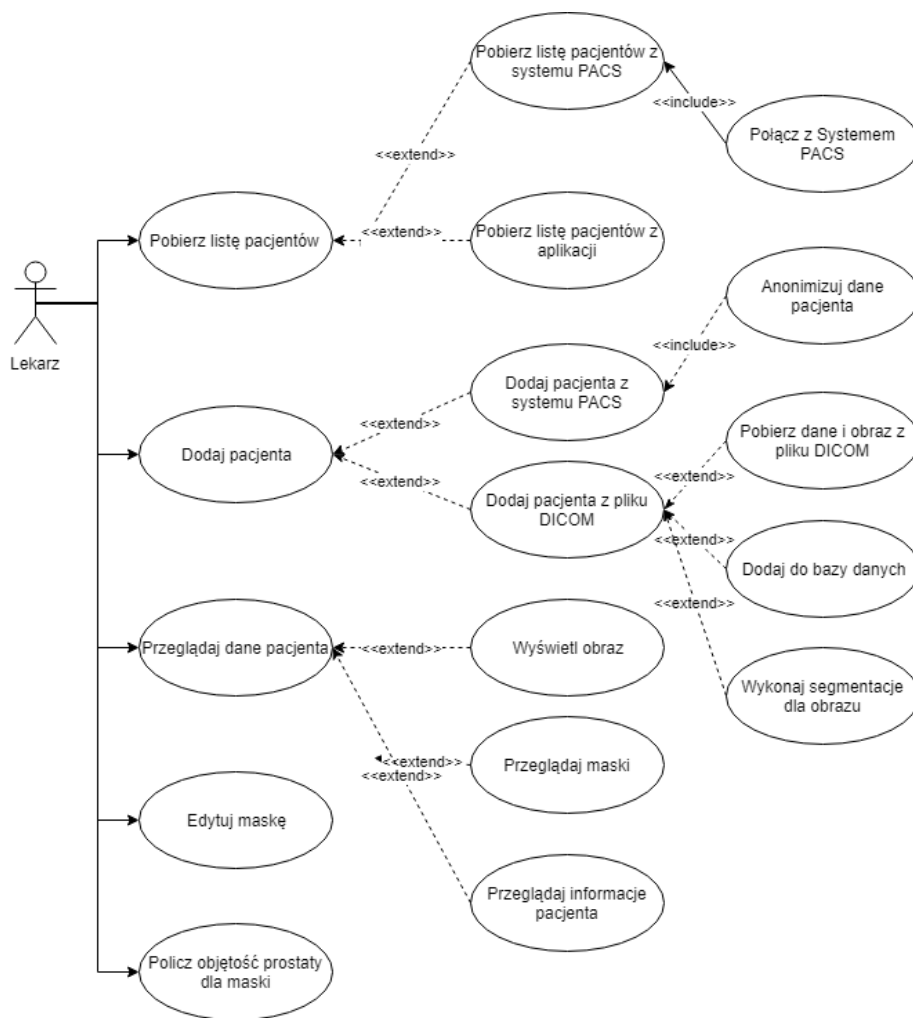 Pobierz listę pacjentów z
systemu PACS
<<include>>
Połącz z Systemem
PACS
<<extend>>
Pobierz listę pacjentów
<<extend>>
Pobierz listę pacjentów z
aplikacji
Lekarz
Anonimizuj dane
pacjenta
<<include>>
Dodaj pacjenta z
systemu PACS
<<extend>>
Dodaj pacjenta
<<extend>>
Dodaj pacjenta z pliku
DICOM
Pobierz dane i obraz z
pliku DICOM
<<extend>>
<<extend>>
Dodaj do bazy danych
<<extend>>
Wykonaj segmentacje
dla obrazu
Przeglądaj dane pacjenta
<<extend>>
Wyświetl obraz
<<extend>>
Przeglądaj maski
<<extend>>
Przeglądaj informacje
pacjenta
Edytuj maskę
Policz objętość prostaty
dla maski